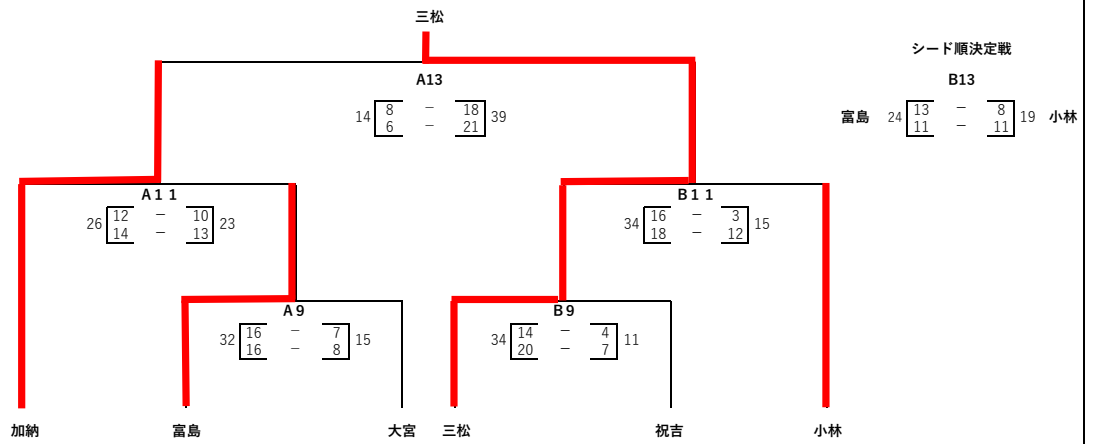 三松
シード順決定戦
A13
B13
14 8 － 18 39
6 － 21
富島 24 13 － 8 19 小林
11 － 11
A１１
B１１
26 12 － 10 23
14 － 13
34 16 － 3 15
18 － 12
A９
B９
32 16 － 7 15
16 － 8
34 14 － 4 11
20 － 7
加納 富島 大宮 三松 祝吉 小林